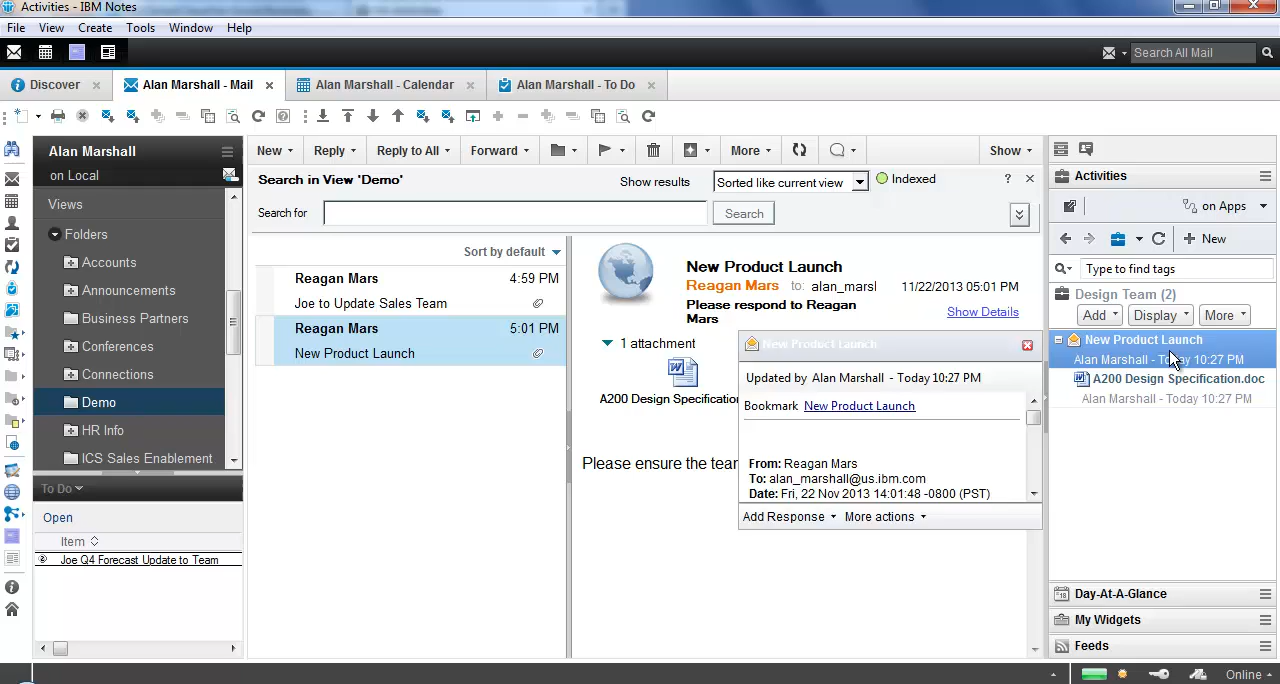 Activities - IBM Notes
File View Create Tools Window Help
Search All Mail
Discover
Alan Marshall - Mail
Alan Marshall - Calendar
Alan Marshall - To Do
Alan Marshall
on Local
Views
Folders
Accounts
Announcements
Business Partners
Conferences
Connections
Demo
HR Info
ICS Sales Enablement
To Do
Open
Item
Joe Q4 Forecast Update to Team
New Reply Reply to All Forward More Show
Search in View 'Demo'
Show results Sorted like current view Indexed ?
Search for Search
Sort by default
Reagan Mars 4:59 PM
Joe to Update Sales Team
Reagan Mars 5:01 PM
New Product Launch
New Product Launch
Reagan Mars to: alan_marsl 11/22/2013 05:01 PM
Please respond to Reagan
Mars
Show Details
1 attachment
A200 Design Specification
Please ensure the tear
New Product Launch
Updated by Alan Marshall - Today 10:27 PM
Bookmark New Product Launch
From: Reagan Mars
To: alan_marshall@us.ibm.com
Date: Fri, 22 Nov 2013 14:01:48 -0800 (PST)
Add Response More actions
Activities
on Apps
New
Type to find tags
Design Team (2)
Add Display More
New Product Launch
Alan Marshall - Today 10:27 PM
A200 Design Specification.doc
Alan Marshall - Today 10:27 PM
Day-At-A-Glance
My Widgets
Feeds
Online